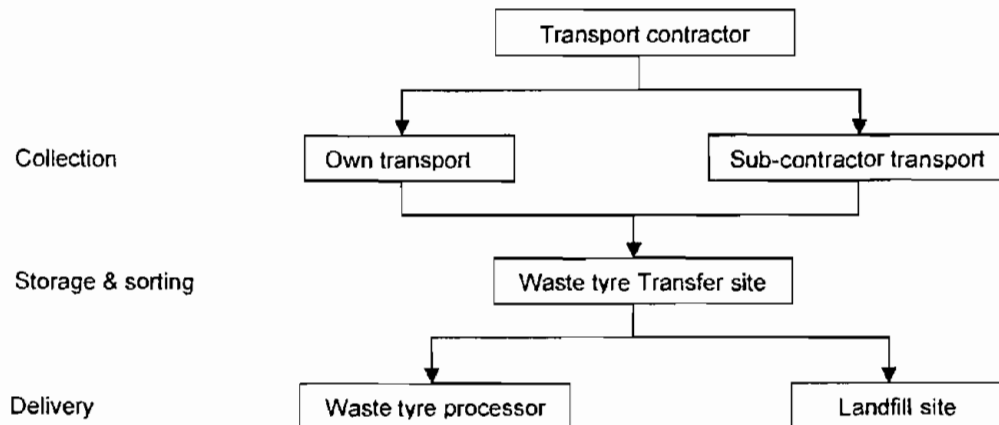 Transport contractor
Collection
Own transport
Sub-contractor transport
Storage & sorting
Waste tyre Transfer site
Delivery
Waste tyre processor
Landfill site